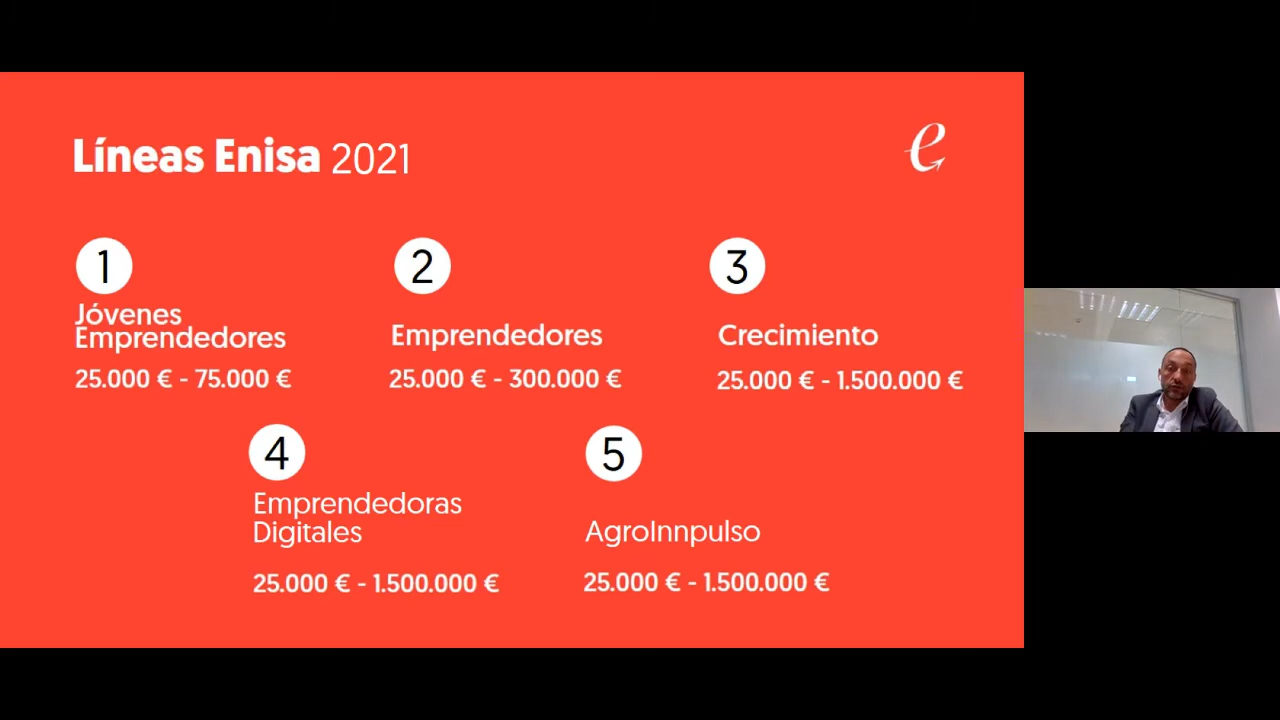 Líneas Enisa 2021
1
Jóvenes
Emprendedores
25.000 € - 75.000 €
2
Emprendedores
25.000 € - 300.000 €
3
Crecimiento
25.000 € - 1.500.000 €
4
Emprendedoras
Digitales
25.000 € - 1.500.000 €
5
AgroInnpulso
25.000 € - 1.500.000 €